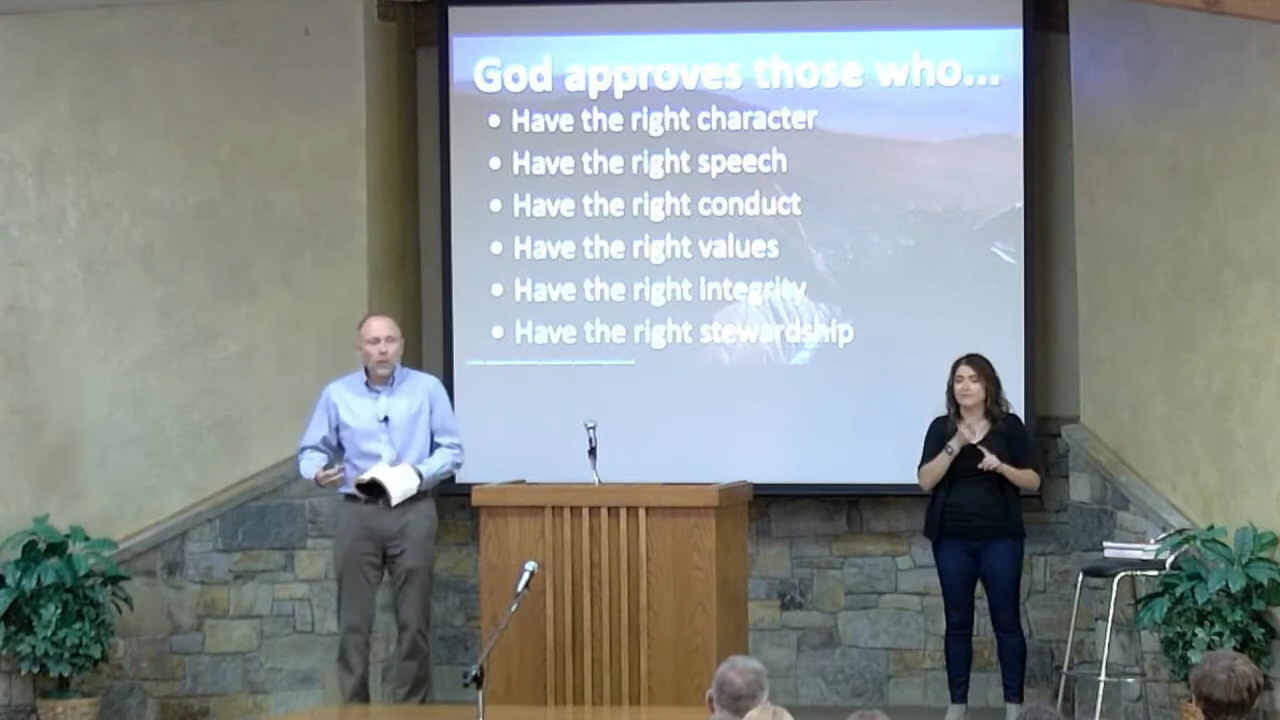 God approves those who...
• Have the right character
• Have the right speech
• Have the right conduct
• Have the right values
• Have the right integrity
• Have the right stewardship